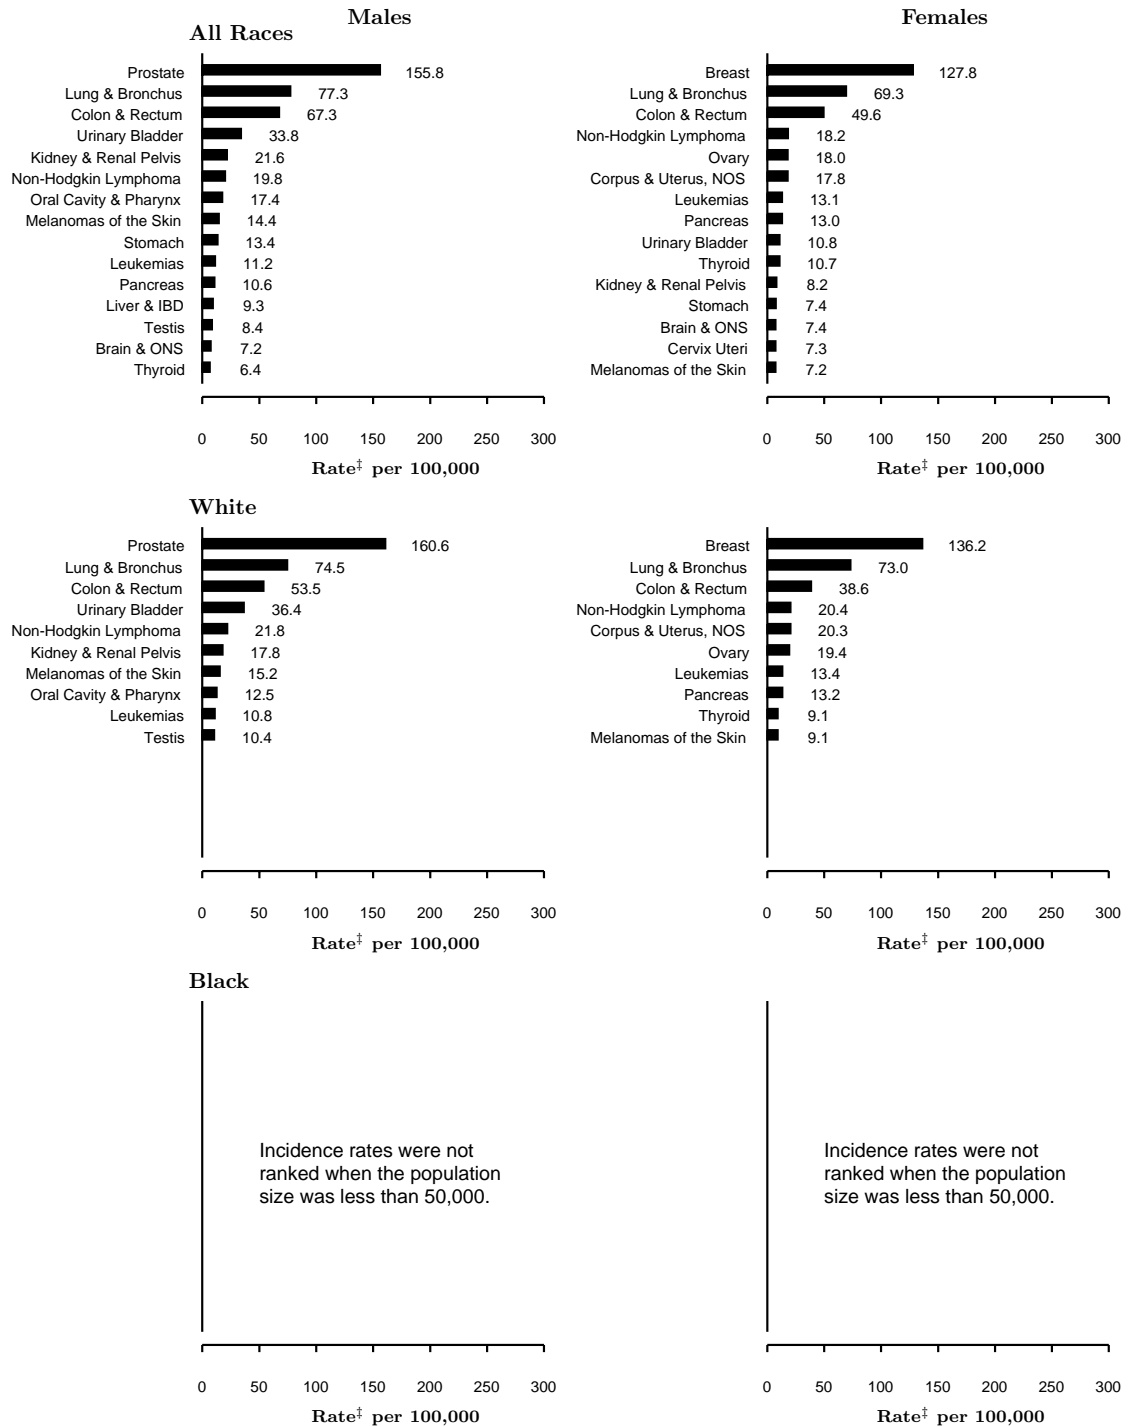 Males
Females
All Races
Prostate 155.8
Lung & Bronchus 77.3
Colon & Rectum 67.3
Urinary Bladder 33.8
Kidney & Renal Pelvis 21.6
Non-Hodgkin Lymphoma 19.8
Oral Cavity & Pharynx 17.4
Melanomas of the Skin 14.4
Stomach 13.4
Leukemias 11.2
Pancreas 10.6
Liver & IBD 9.3
Testis 8.4
Brain & ONS 7.2
Thyroid 6.4
0 50 100 150 200 250 300
Rate‡ per 100,000
Breast 127.8
Lung & Bronchus 69.3
Colon & Rectum 49.6
Non-Hodgkin Lymphoma 18.2
Ovary 18.0
Corpus & Uterus, NOS 17.8
Leukemias 13.1
Pancreas 13.0
Urinary Bladder 10.8
Thyroid 10.7
Kidney & Renal Pelvis 8.2
Stomach 7.4
Brain & ONS 7.4
Cervix Uteri 7.3
Melanomas of the Skin 7.2
0 50 100 150 200 250 300
Rate‡ per 100,000
White
Prostate 160.6
Lung & Bronchus 74.5
Colon & Rectum 53.5
Urinary Bladder 36.4
Non-Hodgkin Lymphoma 21.8
Kidney & Renal Pelvis 17.8
Melanomas of the Skin 15.2
Oral Cavity & Pharynx 12.5
Leukemias 10.8
Testis 10.4
0 50 100 150 200 250 300
Rate‡ per 100,000
Breast 136.2
Lung & Bronchus 73.0
Colon & Rectum 38.6
Non-Hodgkin Lymphoma 20.4
Corpus & Uterus, NOS 20.3
Ovary 19.4
Leukemias 13.4
Pancreas 13.2
Thyroid 9.1
Melanomas of the Skin 9.1
0 50 100 150 200 250 300
Rate‡ per 100,000
Black
Incidence rates were not
ranked when the population
size was less than 50,000.
0 50 100 150 200 250 300
Rate‡ per 100,000
Incidence rates were not
ranked when the population
size was less than 50,000.
0 50 100 150 200 250 300
Rate‡ per 100,000